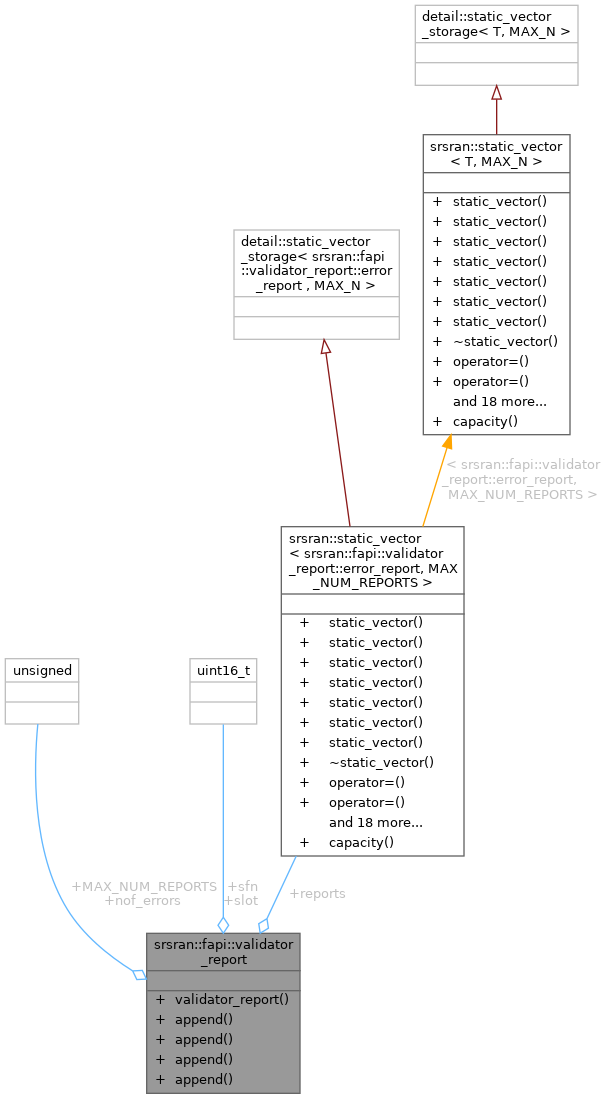 detail::static_vector
_storage< T, MAX_N >
srsran::static_vector
< T, MAX_N >
+ static_vector()
+ static_vector()
+ static_vector()
+ static_vector()
+ static_vector()
+ static_vector()
+ static_vector()
+ ~static_vector()
+ operator=()
+ operator=()
and 18 more...
+ capacity()
detail::static_vector
_storage< srsran::fapi
::validator_report::error
_report , MAX_N >
< srsran::fapi::validator
_report::error_report,
MAX_NUM_REPORTS >
srsran::static_vector
< srsran::fapi::validator
_report::error_report, MAX
_NUM_REPORTS >
+ static_vector()
+ static_vector()
+ static_vector()
+ static_vector()
+ static_vector()
+ static_vector()
+ static_vector()
+ ~static_vector()
+ operator=()
+ operator=()
and 18 more...
+ capacity()
unsigned
uint16_t
+MAX_NUM_REPORTS
+nof_errors
+sfn
+slot
+reports
srsran::fapi::validator
_report
+ validator_report()
+ append()
+ append()
+ append()
+ append()